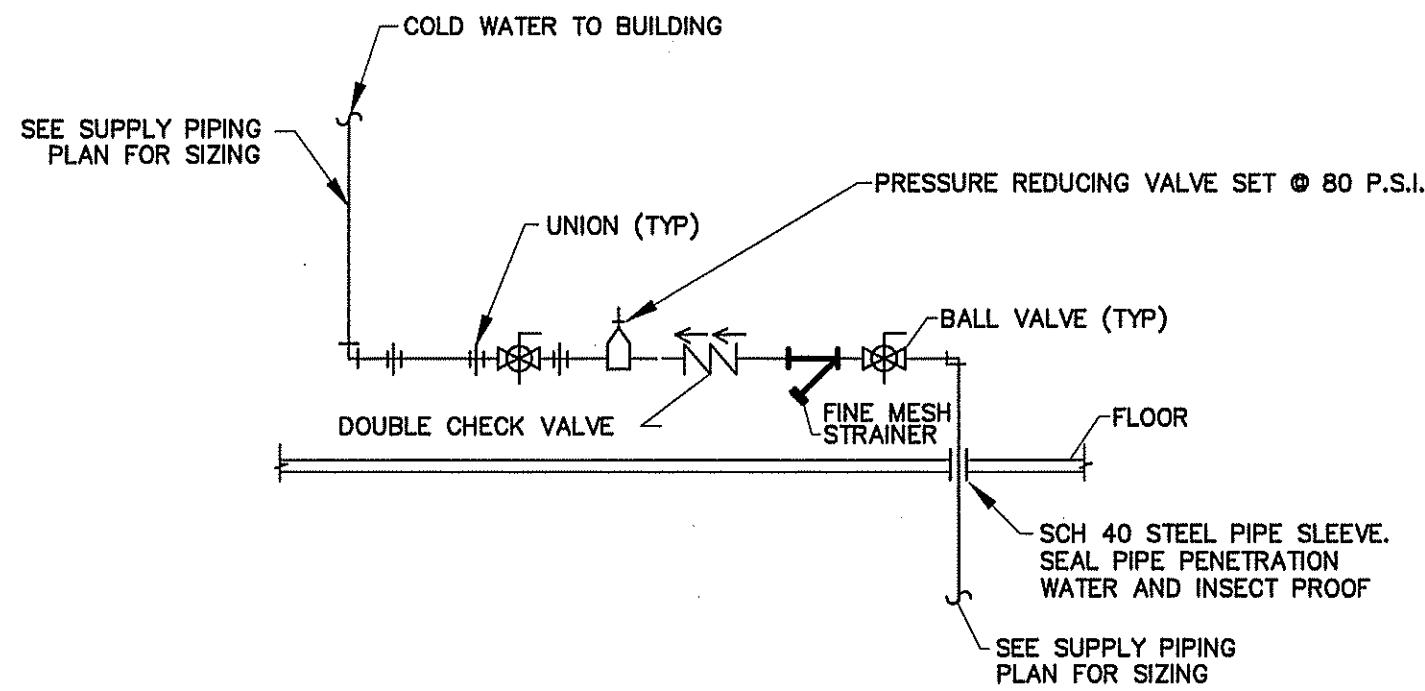 COLD WATER TO BUILDING
SEE SUPPLY PIPING
PLAN FOR SIZING
PRESSURE REDUCING VALVE SET @ 80 P.S.I.
UNION (TYP)
BALL VALVE (TYP)
DOUBLE CHECK VALVE
FINE MESH
STRAINER
FLOOR
SCH 40 STEEL PIPE SLEEVE.
SEAL PIPE PENETRATION
WATER AND INSECT PROOF
SEE SUPPLY PIPING
PLAN FOR SIZING